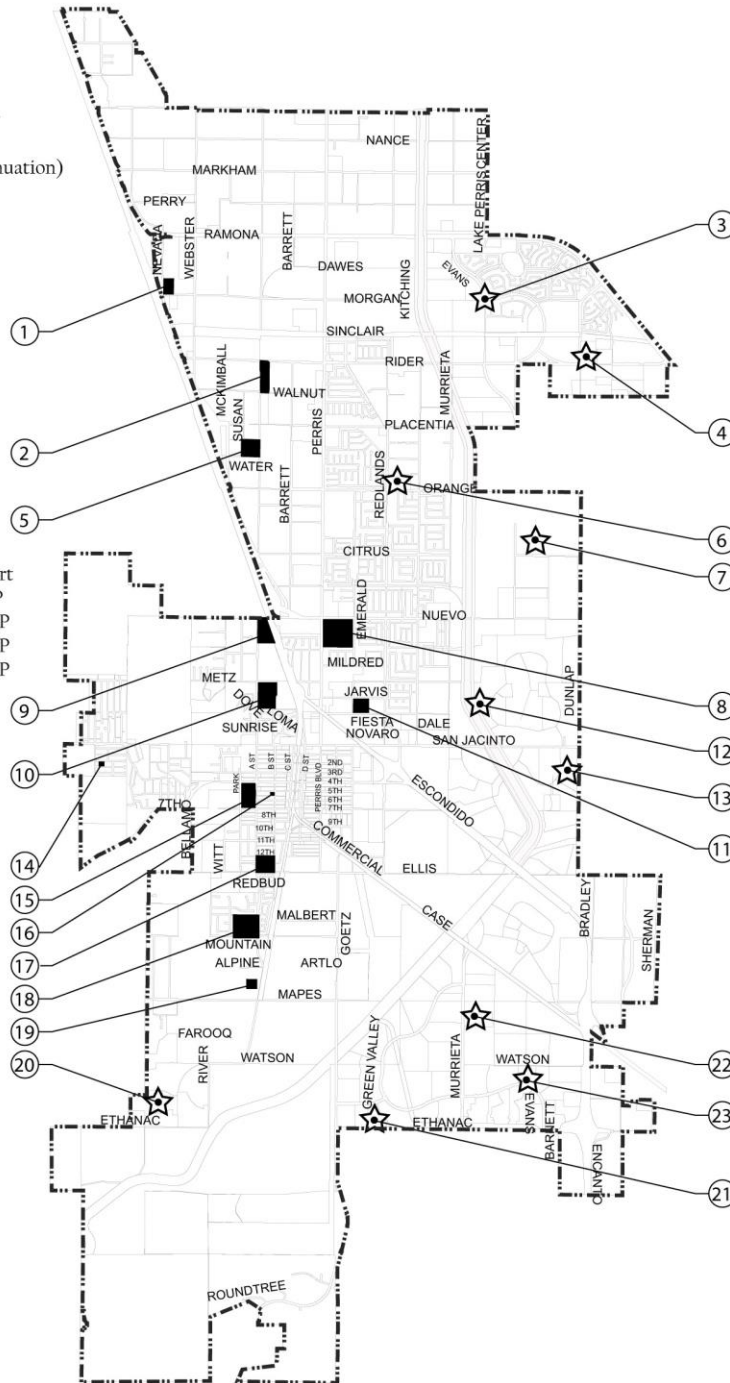 NANCE
LAKE PERRIS CENTER
nuation)
MARKHAM
PERRY
NEVADA
WEBSTER
RAMONA
BARRETT
DAWES
EVANS
KITCHING
MORGAN
3
1
SINCLAIR
MCKIMBALL
RIDER
MURRIETA
WALNUT
2
SUSAN
PERRIS
PLACENTIA
4
WATER
BARRETT
REDLANDS
ORANGE
5
6
CITRUS
7
rt
P
P
P
EMERALD
NUEVO
MILDRED
8
METZ
DOVE
LOMA
JARVIS
DUNLAP
9
SUNRISE
FIESTA
DALE
NOVARO
SAN JACINTO
12
10
A ST
B ST
C ST
D ST
PERRIS BLVD
2ND
3RD
4TH
5TH
6TH
7TH
9TH
PARK
7THO
8TH
10TH
11TH
12TH
ESCONDIDO
13
11
COMMERCIAL
14
WITT
ELLIS
15
REDBUD
CASE
BRADLEY
SHERMAN
16
MALBERT
GOETZ
17
MOUNTAIN
18
ALPINE
ARTLO
19
MAPES
22
FAROOQ
RIVER
WATSON
GREEN VALLEY
MURRIETA
WATSON
20
23
ETHANAC
ETHANAC
EVANS
BARNETT
ENCANTO
21
ROUNDTREE